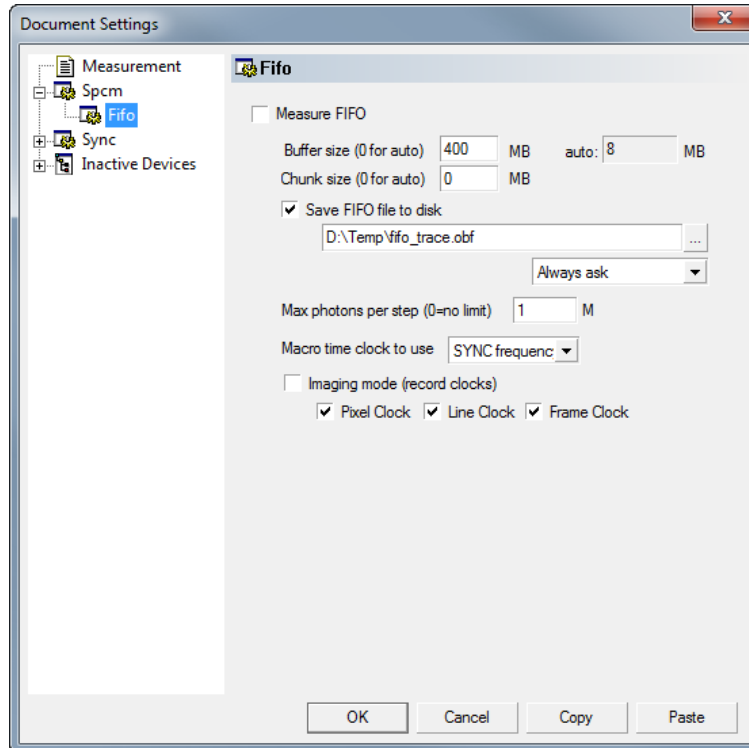 Document Settings
Measurement
Spcm
Fifo
Sync
Inactive Devices
Fifo
Measure FIFO
Buffer size (0 for auto) 400 MB auto: 8 MB
Chunk size (0 for auto) 0 MB
Save FIFO file to disk
D:\Temp\fifo_trace.obf ...
Always ask
Max photons per step (0=no limit) 1 M
Macro time clock to use SYNC frequenc
Imaging mode (record clocks)
Pixel Clock Line Clock Frame Clock
OK Cancel Copy Paste